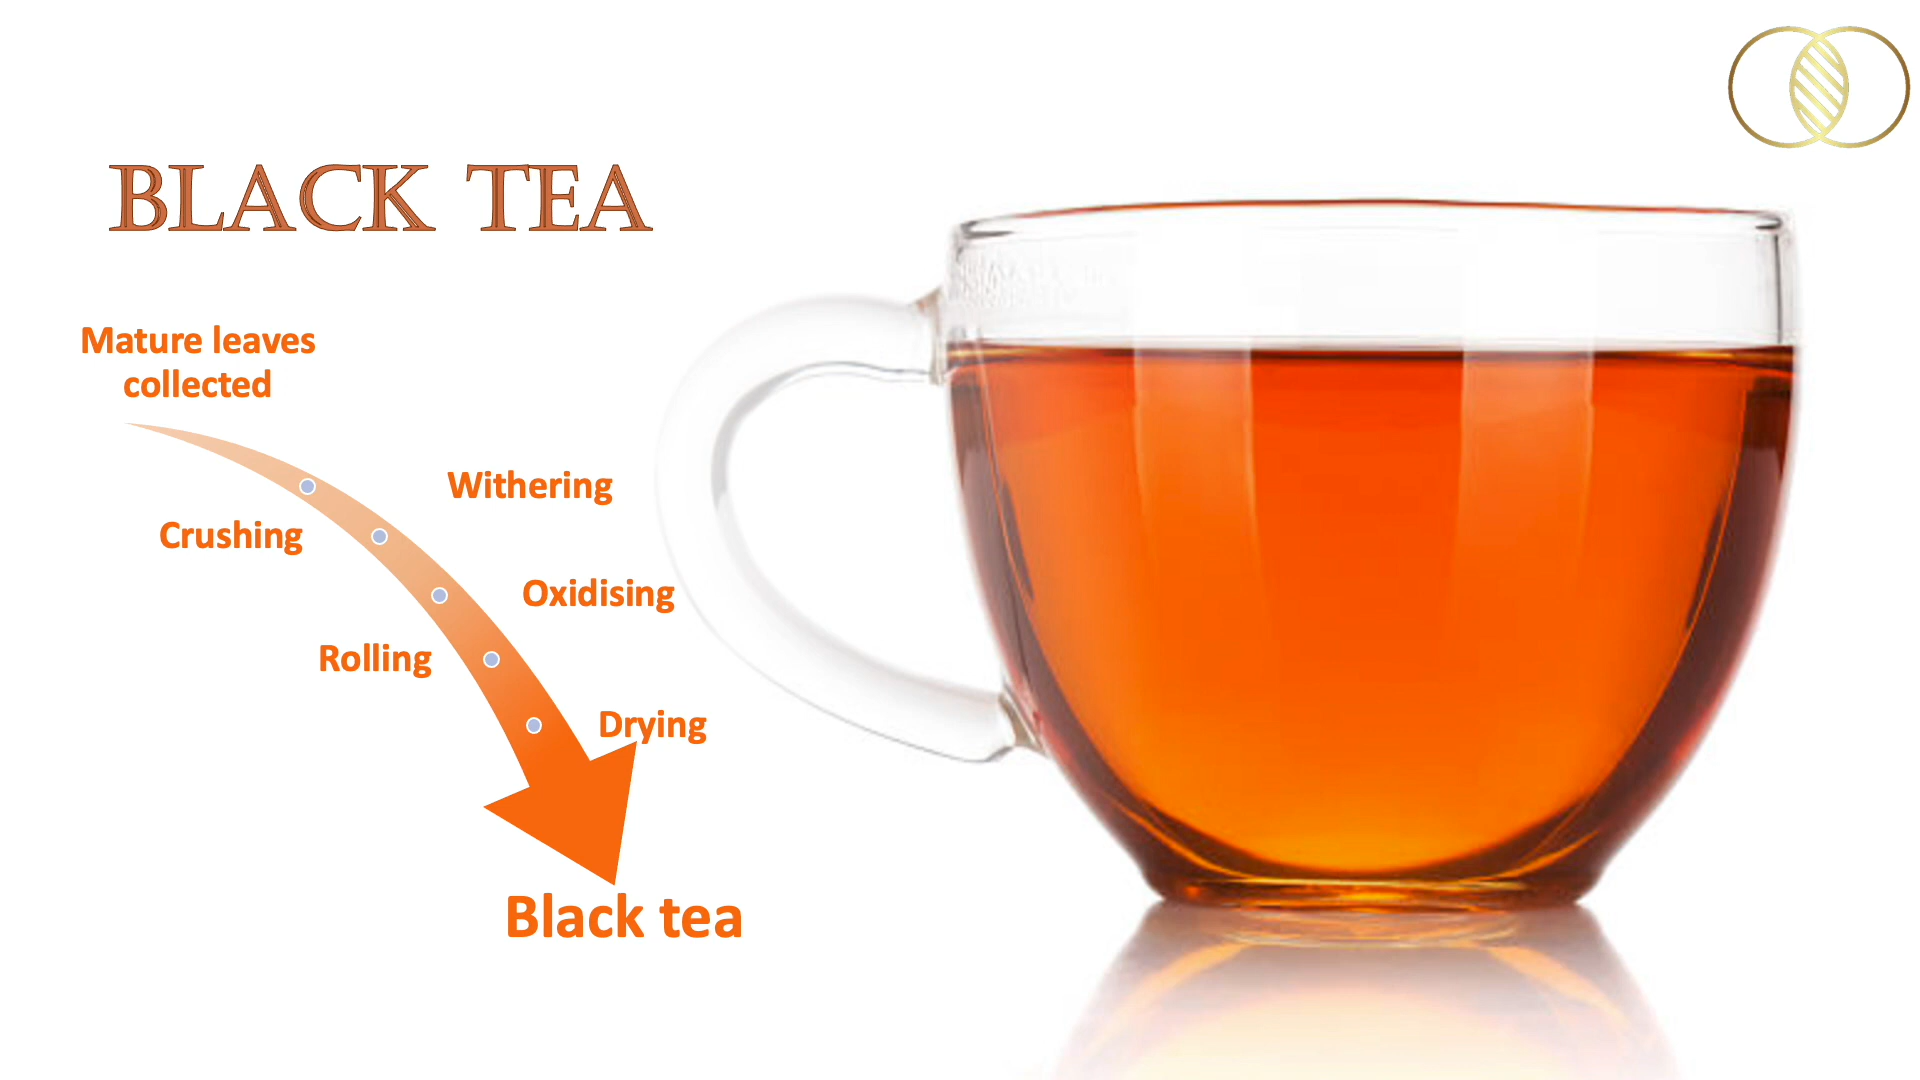 BLACK TEA
Mature leaves
collected
Withering
Crushing
Oxidising
Rolling
Drying
Black tea